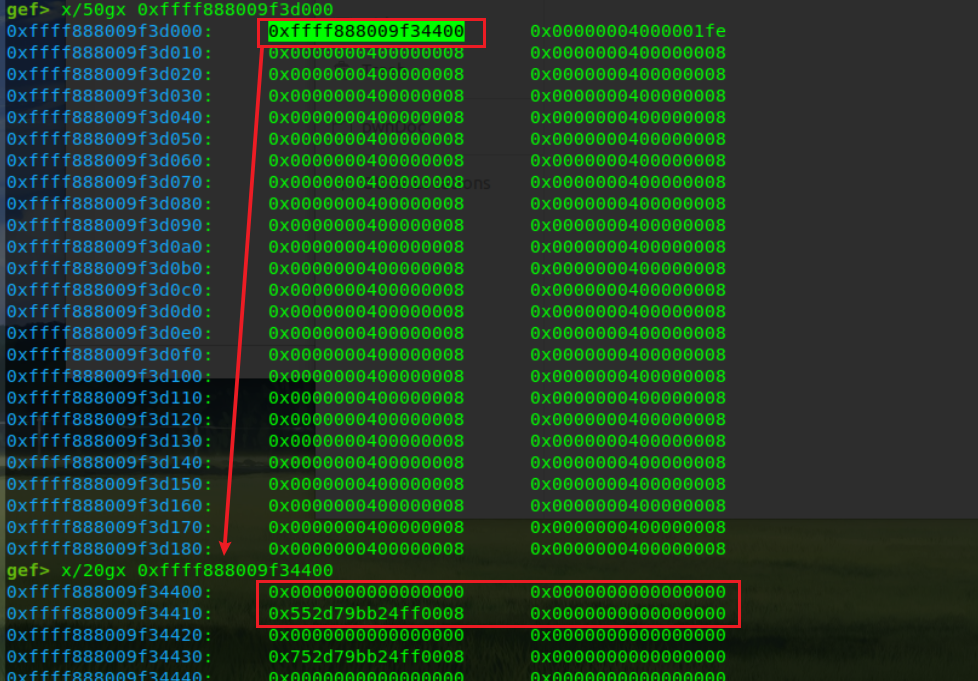 gef> x/50gx 0xffff888009f3d000
0xffff888009f3d000: 0xffff888009f34400 0x00000004000001fe
0xffff888009f3d010: 0x0000000400000008 0x0000000400000008
0xffff888009f3d020: 0x0000000400000008 0x0000000400000008
0xffff888009f3d030: 0x0000000400000008 0x0000000400000008
0xffff888009f3d040: 0x0000000400000008 0x0000000400000008
0xffff888009f3d050: 0x0000000400000008 0x0000000400000008
0xffff888009f3d060: 0x0000000400000008 0x0000000400000008
0xffff888009f3d070: 0x0000000400000008 0x0000000400000008
0xffff888009f3d080: 0x0000000400000008 0x0000000400000008
0xffff888009f3d090: 0x0000000400000008 0x0000000400000008
0xffff888009f3d0a0: 0x0000000400000008 0x0000000400000008
0xffff888009f3d0b0: 0x0000000400000008 0x0000000400000008
0xffff888009f3d0c0: 0x0000000400000008 0x0000000400000008
0xffff888009f3d0d0: 0x0000000400000008 0x0000000400000008
0xffff888009f3d0e0: 0x0000000400000008 0x0000000400000008
0xffff888009f3d0f0: 0x0000000400000008 0x0000000400000008
0xffff888009f3d100: 0x0000000400000008 0x0000000400000008
0xffff888009f3d110: 0x0000000400000008 0x0000000400000008
0xffff888009f3d120: 0x0000000400000008 0x0000000400000008
0xffff888009f3d130: 0x0000000400000008 0x0000000400000008
0xffff888009f3d140: 0x0000000400000008 0x0000000400000008
0xffff888009f3d150: 0x0000000400000008 0x0000000400000008
0xffff888009f3d160: 0x0000000400000008 0x0000000400000008
0xffff888009f3d170: 0x0000000400000008 0x0000000400000008
0xffff888009f3d180: 0x0000000400000008 0x0000000400000008
gef> x/20gx 0xffff888009f34400
0xffff888009f34400: 0x0000000000000000 0x0000000000000000
0xffff888009f34410: 0x552d79bb24ff0008 0x0000000000000000
0xffff888009f34420: 0x0000000000000000 0x0000000000000000
0xffff888009f34430: 0x752d79bb24ff0008 0x0000000000000000
0xffff888009f34440: 0x0000000000000000 0x0000000000000000